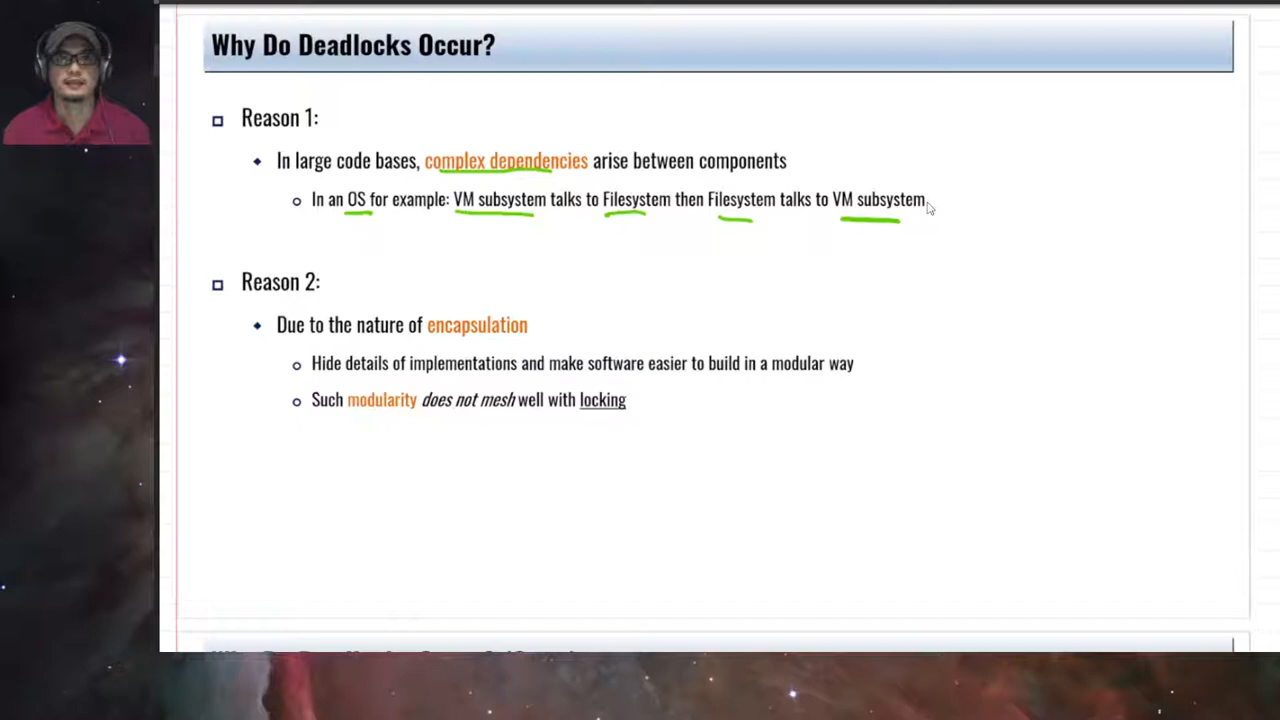 Why Do Deadlocks Occur?
Reason 1:
In large code bases, complex dependencies arise between components
In an OS for example: VM subsystem talks to Filesystem then Filesystem talks to VM subsystem
Reason 2:
Due to the nature of encapsulation
Hide details of implementations and make software easier to build in a modular way
Such modularity does not mesh well with locking